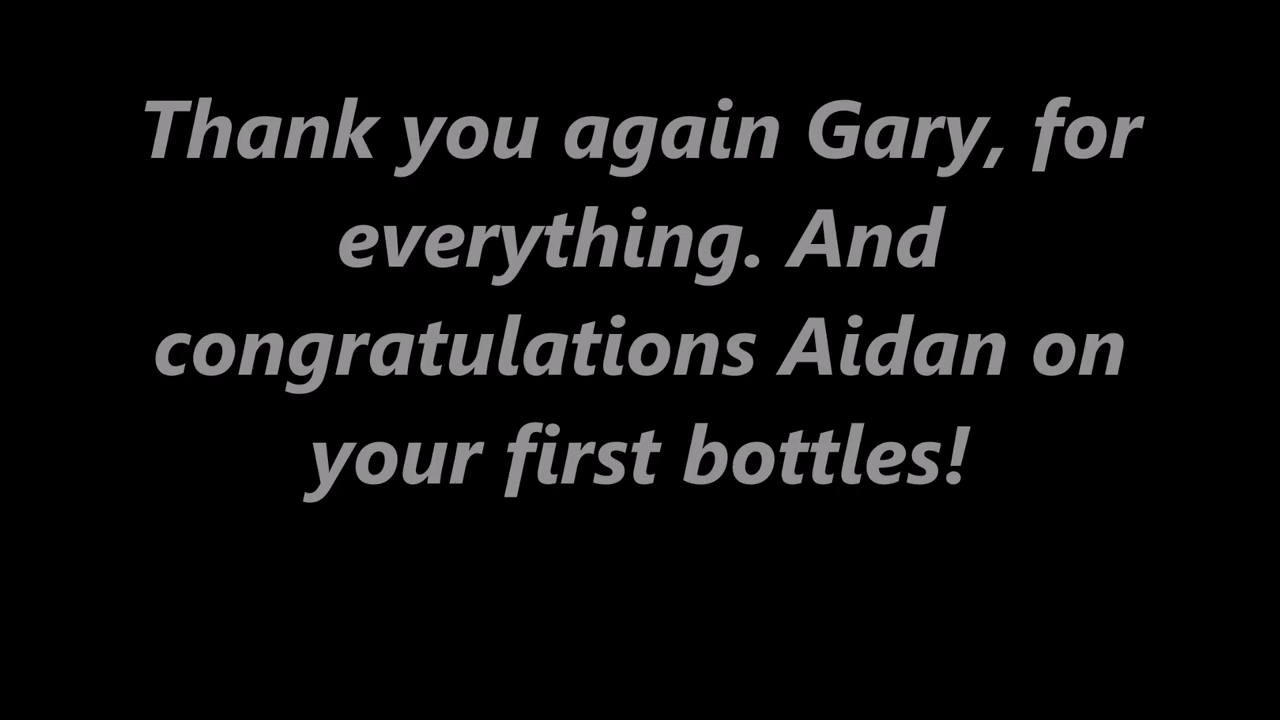 Thank you again Gary, for
everything. And
congratulations Aidan on
your first bottles!